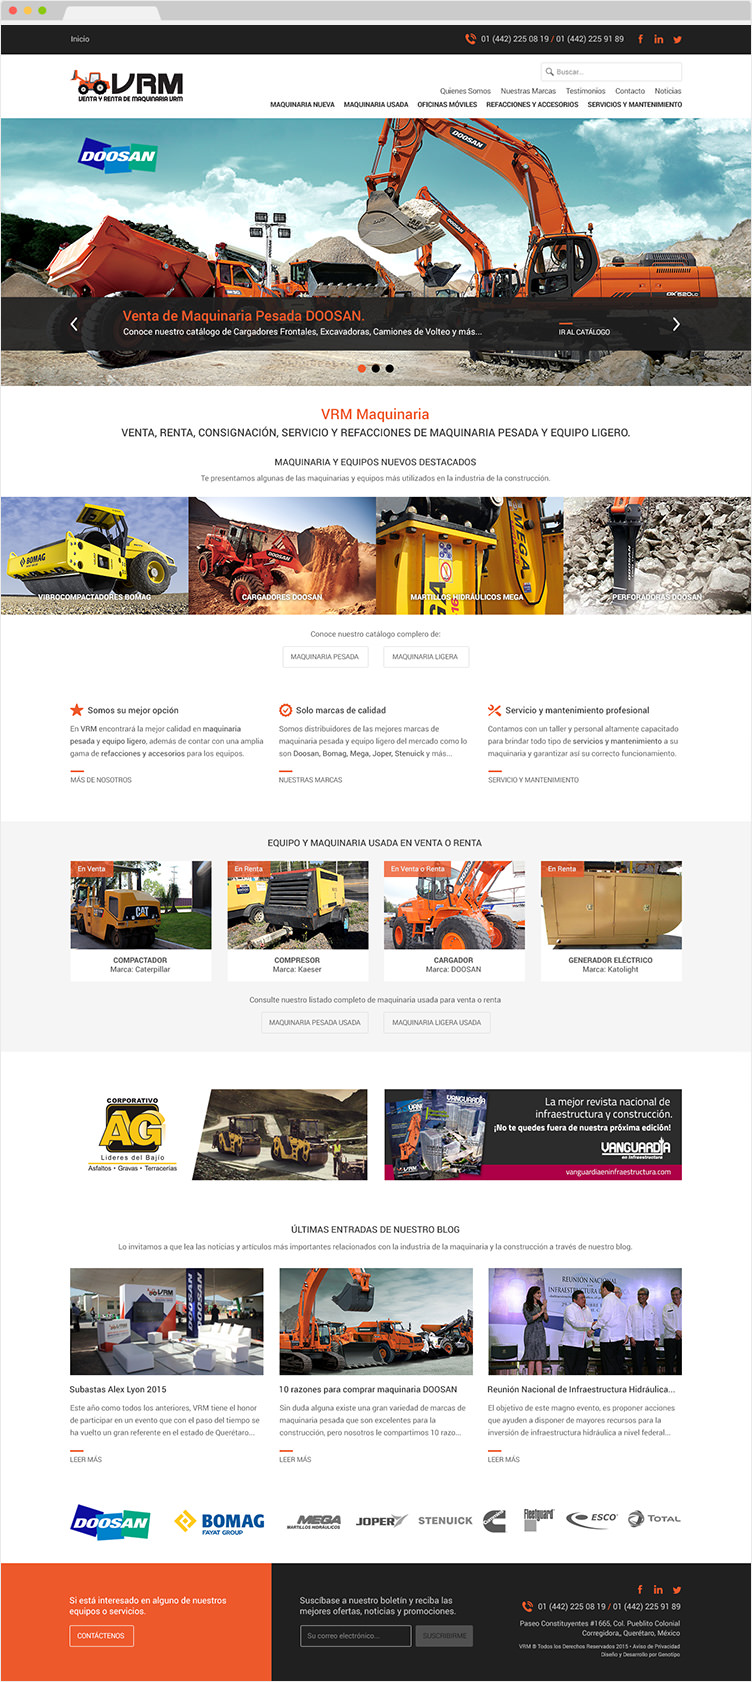 Inicio
01 (442) 225 08 19 / 01 (442) 225 91 89
VRM
VENTA Y RENTA DE MAQUINARIA VRM
Buscar...
Quienes Somos Nuestras Marcas Testimonios Contacto Noticias
MAQUINARIA NUEVA MAQUINARIA USADA OFICINAS MÓVILES REFACCIONES Y ACCESORIOS SERVICIOS Y MANTENIMIENTO
DOOSAN
DOOSAN
DOOSAN
DX520LC
Venta de Maquinaria Pesada DOOSAN.
Conoce nuestro catálogo de Cargadores Frontales, Excavadoras, Camiones de Volteo y más...
IR AL CATÁLOGO
VRM Maquinaria
VENTA, RENTA, CONSIGNACIÓN, SERVICIO Y REFACCIONES DE MAQUINARIA PESADA Y EQUIPO LIGERO.
MAQUINARIA Y EQUIPOS NUEVOS DESTACADOS
Te presentamos algunas de las maquinarias y equipos más utilizados en la industria de la construcción.
BOMAG
DOOSAN
MEGA
VIBROCOMPACTADORES BOMAG
CARGADORES DOOSAN
MARTILLOS HIDRÁULICOS MEGA
PERFORADORAS DOOSAN
Conoce nuestro catálogo complero de:
MAQUINARIA PESADA MAQUINARIA LIGERA
Somos su mejor opción
En VRM encontrará la mejor calidad en maquinaria
pesada y equipo ligero, además de contar con una amplia
gama de refacciones y accesorios para los equipos.
MÁS DE NOSOTROS
Solo marcas de calidad
Somos distribuidores de las mejores marcas de
maquinaria pesada y equipo ligero del mercado como lo
son Doosan, Bomag, Mega, Joper, Stenuick y más...
NUESTRAS MARCAS
Servicio y mantenimiento profesional
Contamos con un taller y personal altamente capacitado
para brindar todo tipo de servicios y mantenimiento a su
maquinaria y garantizar así su correcto funcionamiento.
SERVICIO Y MANTENIMIENTO
EQUIPO Y MAQUINARIA USADA EN VENTA O RENTA
En Venta
CAT
COMPACTADOR
Marca: Caterpillar
En Renta
COMPRESOR
Marca: Kaeser
En Venta o Renta
CARGADOR
Marca: DOOSAN
En Renta
GENERADOR ELÉCTRICO
Marca: Katolight
Consulte nuestro listado completo de maquinaria usada para venta o renta
MAQUINARIA PESADA USADA MAQUINARIA LIGERA USADA
CORPORATIVO
AG
Lideres del Bajío
Asfaltos • Gravas • Terracerías
VANGUARDIA
La mejor revista nacional de
infraestructura y construcción.
¡No te quedes fuera de nuestra próxima edición!
VANGUARDIA
en Infraestructura
vanguardiaeninfraestructura.com
ÚLTIMAS ENTRADAS DE NUESTRO BLOG
Lo invitamos a que lea las noticias y articulos más importantes relacionados con la industria de la maquinaria y la construcción a través de nuestro blog.
VRM
DOOSAN
REUNIÓN NACIONAL
INFRAESTRUCTURA
Subastas Alex Lyon 2015
Este año como todos los anteriores, VRM tiene el honor
de participar en un evento que con el paso del tiempo se
ha vuelto un gran referente en el estado de Querétaro...
LEER MÁS
10 razones para comprar maquinaria DOOSAN
Sin duda alguna existe una gran variedad de marcas de
maquinaria pesada que son excelentes para la
construcción, pero nosotros le compartimos 10 razo...
LEER MÁS
Reunión Nacional de Infraestructura Hidráulica...
El objetivo de este magno evento, es proponer acciones
que ayuden a disponer de mayores recursos para la
inversión de infraestructura hidráulica a nivel federal...
LEER MÁS
DOOSAN
BOMAG
FAYAT GROUP
MEGA
MARTILLOS HIDRÁULICOS
JOPER
STENUICK
Fleetguard
ESCO
TOTAL
Si está interesado en alguno de nuestros
equipos o servicios.
CONTÁCTENOS
Suscíbase a nuestro boletín y reciba las
mejores ofertas, noticias y promociones.
Su correo electrónico...
SUSCRIBIRME
01 (442) 225 08 19 / 01 (442) 225 91 89
Paseo Constituyentes #1665, Col. Pueblito Colonial
Corregidora,, Querétaro, México
VRM ® Todos los Derechos Reservados 2015 • Aviso de Privacidad
Diseño y Desarrollo por Genotipo